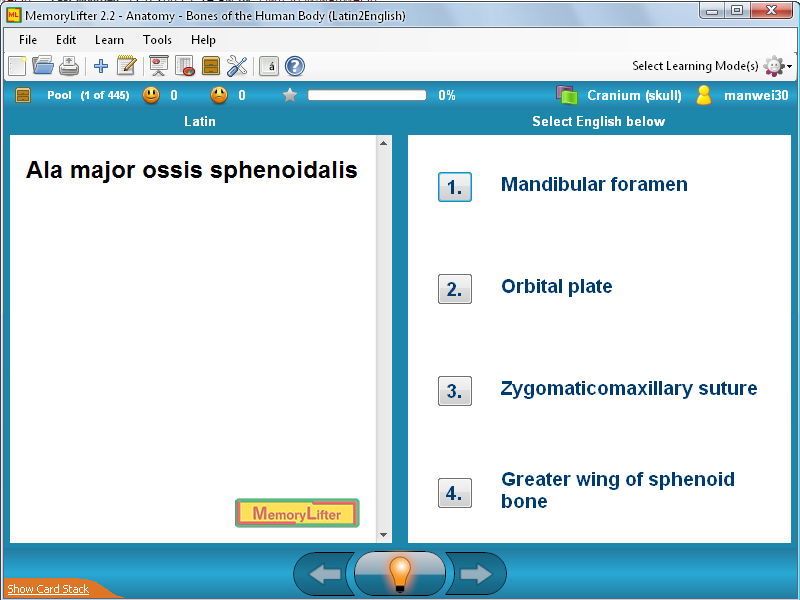 MemoryLifter 2.2 - Anatomy - Bones of the Human Body (Latin2English)
File Edit Learn Tools Help
á ? Select Learning Mode(s)
Pool (1 of 445) 0 0 0% Cranium (skull) manwei30
Latin
Select English below
Ala major ossis sphenoidalis
1. Mandibular foramen
2. Orbital plate
3. Zygomaticomaxillary suture
4. Greater wing of sphenoid
bone
MemoryLifter
Show Card Stack